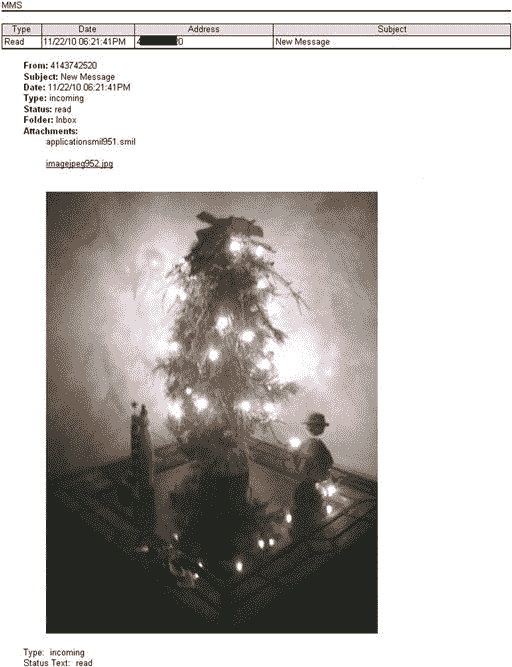 MMS
Type Date Address Subject
Read 11/22/10 06:21:41PM 4 0 New Message
From: 4143742520
Subject: New Message
Date: 11/22/10 06:21:41PM
Type: incoming
Status: read
Folder: Inbox
Attachments:
applicationsmil951.smil
imagejpeg952.jpg
Type: incoming
Status Text: read